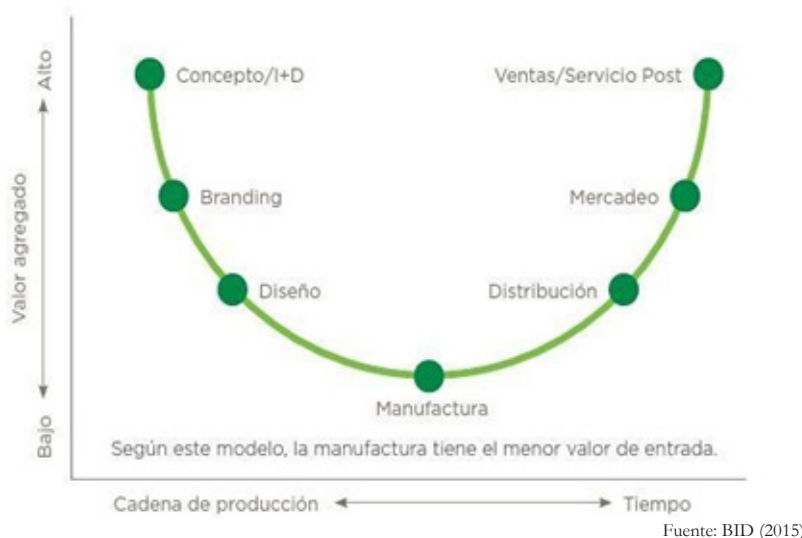 Alto
Valor agregado
Bajo
Concepto/I+D
Ventas/Servicio Post
Branding
Mercadeo
Diseño
Distribución
Manufactura
Según este modelo, la manufactura tiene el menor valor de entrada.
Cadena de producción
Tiempo
Fuente: BID (2015)